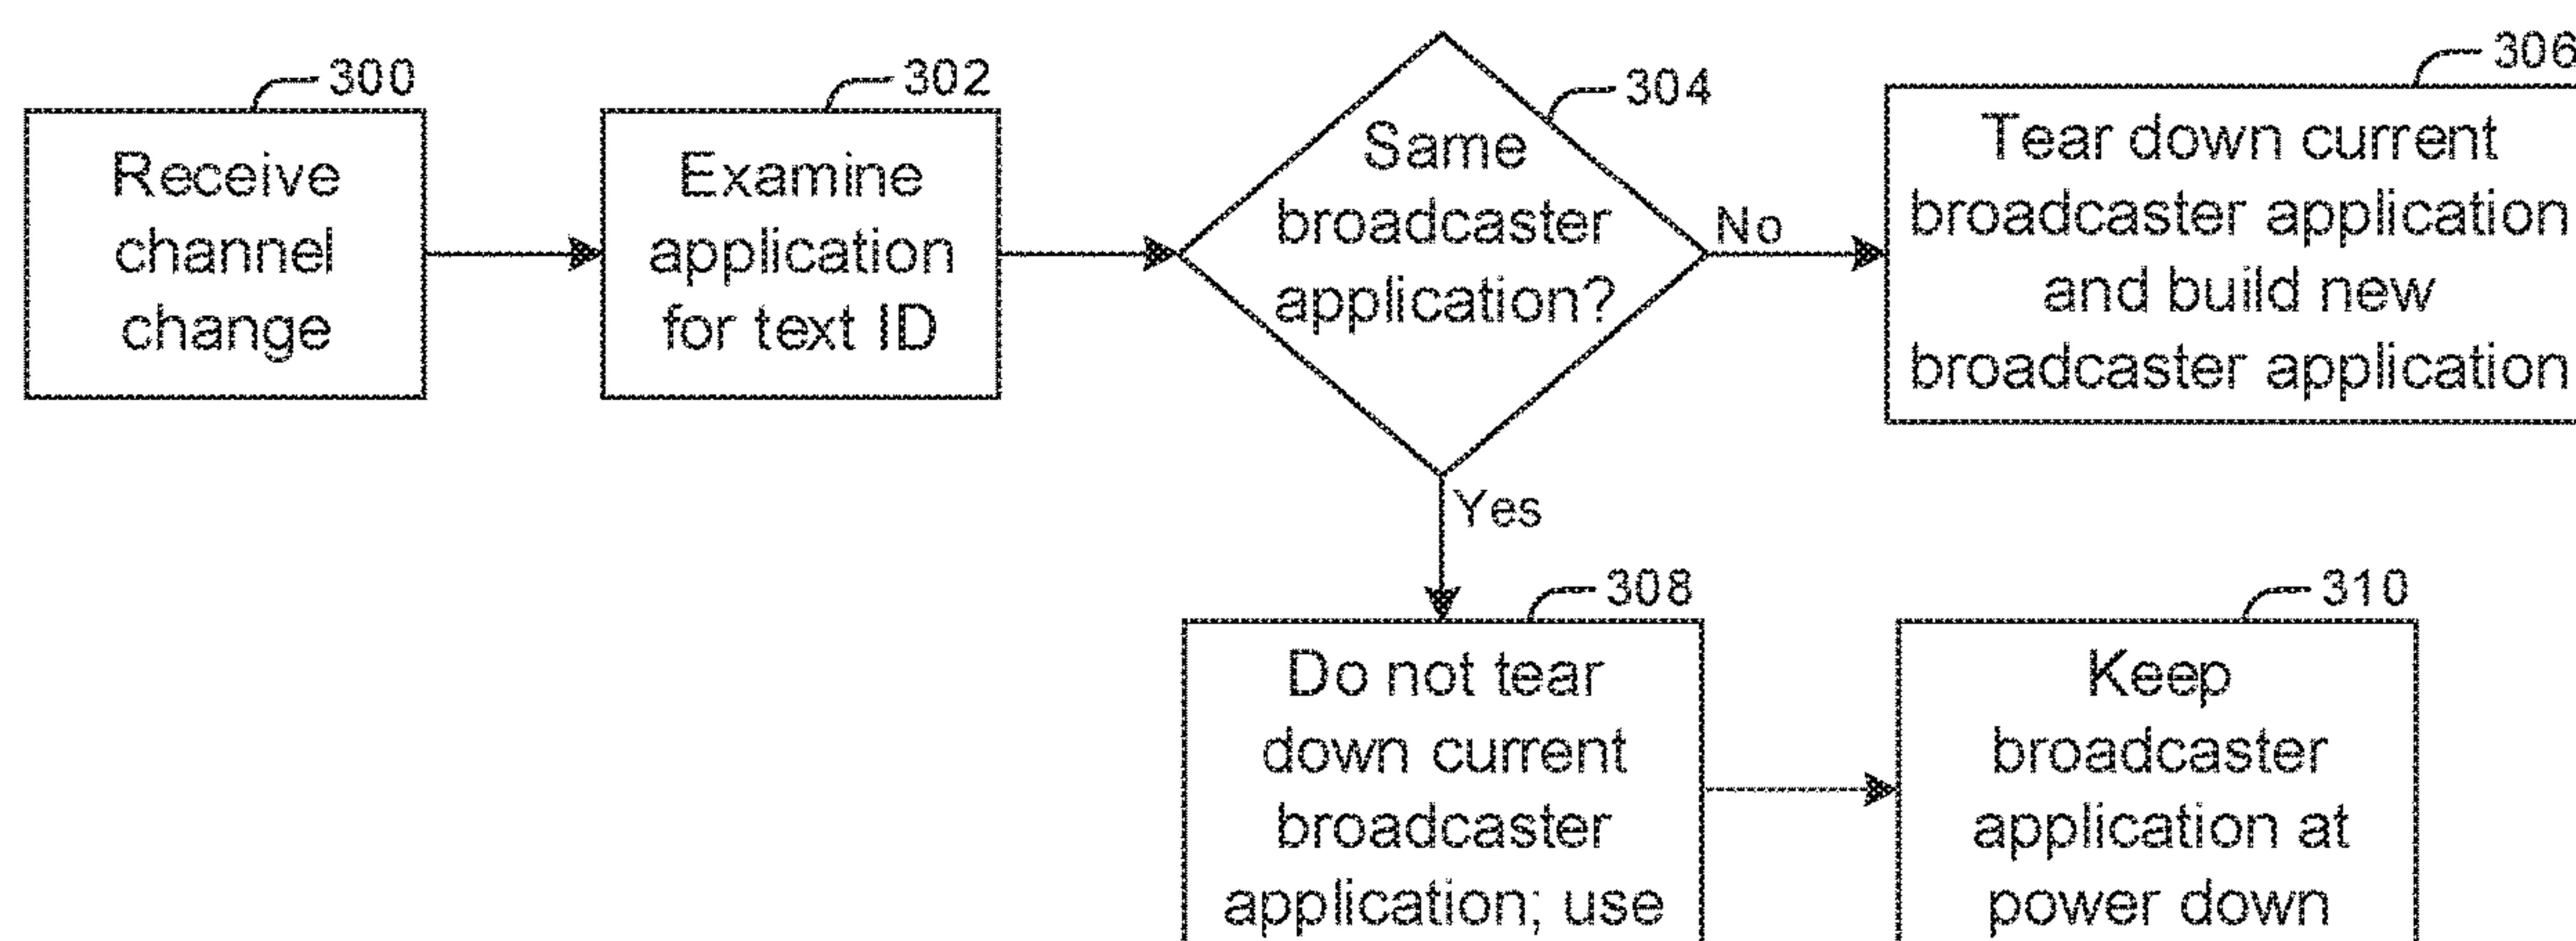 300
Receive
channel
change
302
Examine
application
for text ID
304
Same
broadcaster
application?
No
Yes
306
Tear down current
broadcaster application
and build new
broadcaster application
308
Do not tear
down current
broadcaster
application; use
310
Keep
broadcaster
application at
power down